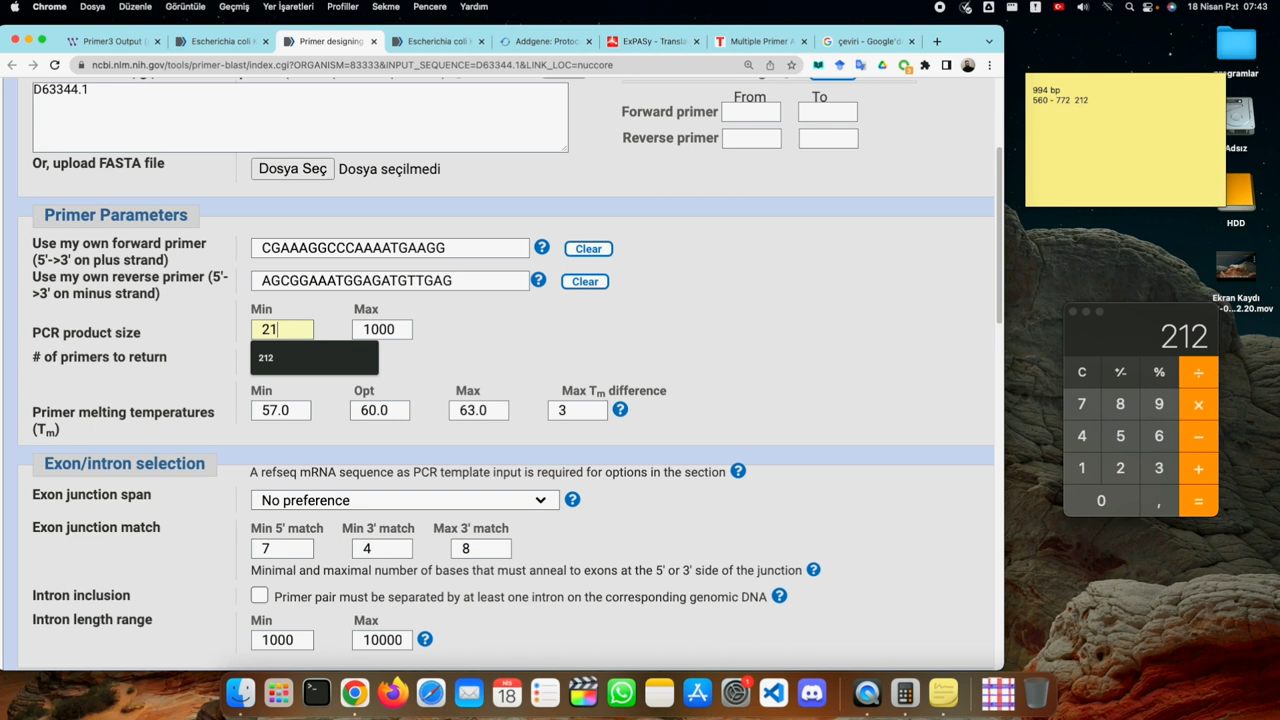 Chrome Dosya Düzenle Görüntüle Geçmiş Yer İşaretleri Profiller Sekme Pencere Yardım 18 Nisan Pzt 07:43
Primer3 Output ( Escherichia coli Primer designing Escherichia coli Addgene: Protoc ExPASy - Transla Multiple Primer A çeviri - Google'da
ncbi.nlm.nih.gov/tools/primer-blast/index.cgi?ORGANISM=83333&INPUT_SEQUENCE=D63344.1&LINK_LOC=nuccore
D63344.1
From To
Forward primer
Reverse primer
Or, upload FASTA file Dosya Seç Dosya seçilmedi
Primer Parameters
Use my own forward primer
(5'->3' on plus strand) CGAAAGGCCCAAAATGAAGG ? Clear
Use my own reverse primer (5'-
>3' on minus strand) AGCGGAAATGGAGATGTTGAG ? Clear
Min Max
PCR product size 21 1000
# of primers to return 212
Min Opt Max Max Tm difference
Primer melting temperatures
(Tm) 57.0 60.0 63.0 3 ?
Exon/intron selection
A refseq mRNA sequence as PCR template input is required for options in the section ?
Exon junction span No preference ?
Exon junction match Min 5' match Min 3' match Max 3' match
7 4 8
Minimal and maximal number of bases that must anneal to exons at the 5' or 3' side of the junction ?
Intron inclusion Primer pair must be separated by at least one intron on the corresponding genomic DNA ?
Intron length range Min Max
1000 10000 ?
994 bp
560 - 772 212
Adsız
HDD
Ekran Kaydı
-0...2.20.mov
212
C +/- % ÷
7 8 9 ×
4 5 6 −
1 2 3 +
0 , =
NİS
18
1